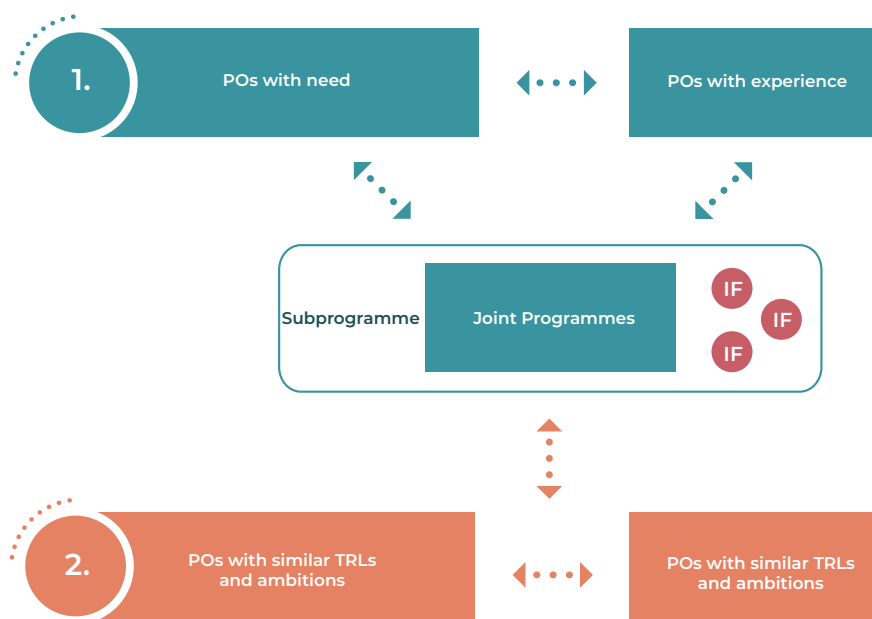 1.
POs with need
POs with experience
Subprogramme
Joint Programmes
IF
IF
IF
2.
POs with similar TRLs
and ambitions
POs with similar TRLs
and ambitions